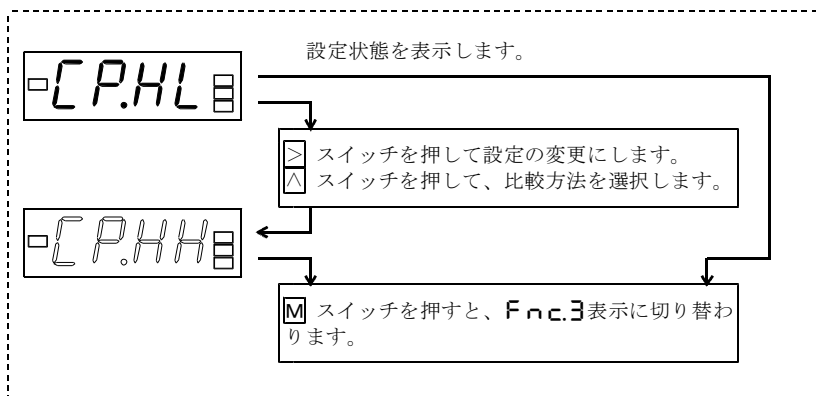 設定状態を表示します。
CP.HL
> スイッチを押して設定の変更にします。
∧ スイッチを押して、比較方法を選択します。
CP.HH
M スイッチを押すと、Fnc.3表示に切り替わ
ります。